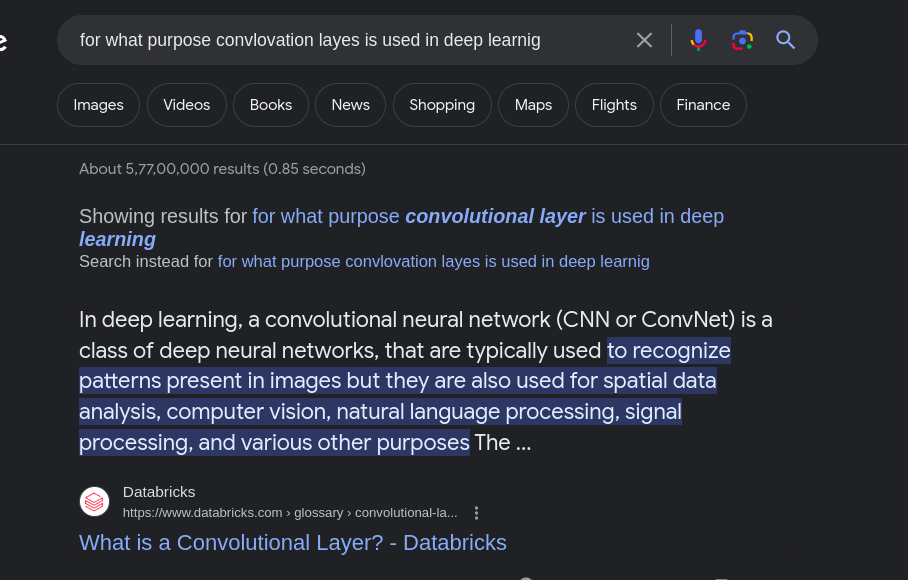 for what purpose convlovation layes is used in deep learnig
Images Videos Books News Shopping Maps Flights Finance
About 5,77,00,000 results (0.85 seconds)
Showing results for for what purpose convolutional layer is used in deep
learning
Search instead for for what purpose convlovation layes is used in deep learnig
In deep learning, a convolutional neural network (CNN or ConvNet) is a
class of deep neural networks, that are typically used to recognize
patterns present in images but they are also used for spatial data
analysis, computer vision, natural language processing, signal
processing, and various other purposes The ...
Databricks
https://www.databricks.com › glossary › convolutional-la...
What is a Convolutional Layer? - Databricks